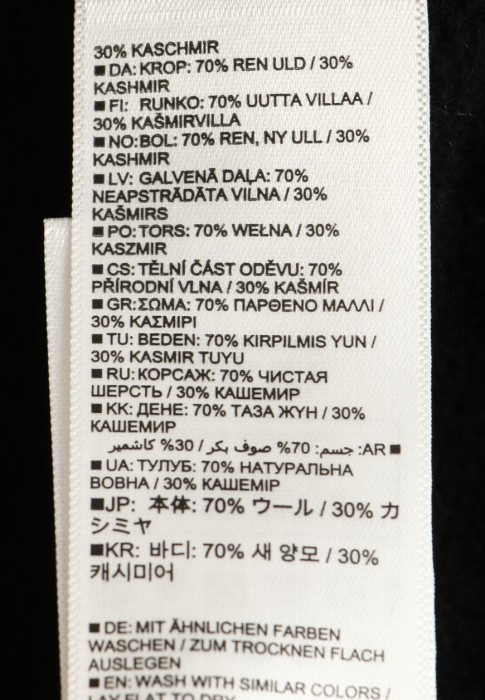 30% KASCHMIR
■ DA: KROP: 70% REN ULD / 30%
KASHMIR
■ FI: RUNKO: 70% UUTTA VILLAA /
30% KAŠMIRVILLA
■ NO:BOL: 70% REN, NY ULL / 30%
KASHMIR
■ LV: GALVENĀ DAĻA: 70%
NEAPSTRĀDĀTA VILNA / 30%
KAŠMIRS
■ PO: TORS: 70% WEŁNA / 30%
KASZMIR
■ CS: TĚLNÍ ČÁST ODĚVU: 70%
PŘÍRODNÍ VLNA / 30% KAŠMÍR
■ GR:ΣΩΜΑ: 70% ΠΑΡΘΕΝΟ ΜΑΛΛΙ /
30% ΚΑΣΜΙΡΙ
■ TU: BEDEN: 70% KIRPILMIS YUN /
30% KASMIR TUYU
■ RU: КОРСАЖ: 70% ЧИСТАЯ
ШЕРСТЬ / 30% КАШЕМИР
■ KK: ДЕНЕ: 70% ТАЗА ЖҮН / 30%
КАШЕМИР
■ AR: جسم: 70% صوف بكر / 30% كاشمير
■ UA: ТУЛУБ: 70% НАТУРАЛЬНА
ВОВНА / 30% КАШЕМІР
■JP: 本体: 70% ウール / 30% カ
シミヤ
■KR: 바디: 70% 새 양모 / 30%
캐시미어
■ DE: MIT ÄHNLICHEN FARBEN
WASCHEN / ZUM TROCKNEN FLACH
AUSLEGEN
■ EN: WASH WITH SIMILAR COLORS /
LAY FLAT TO DRY